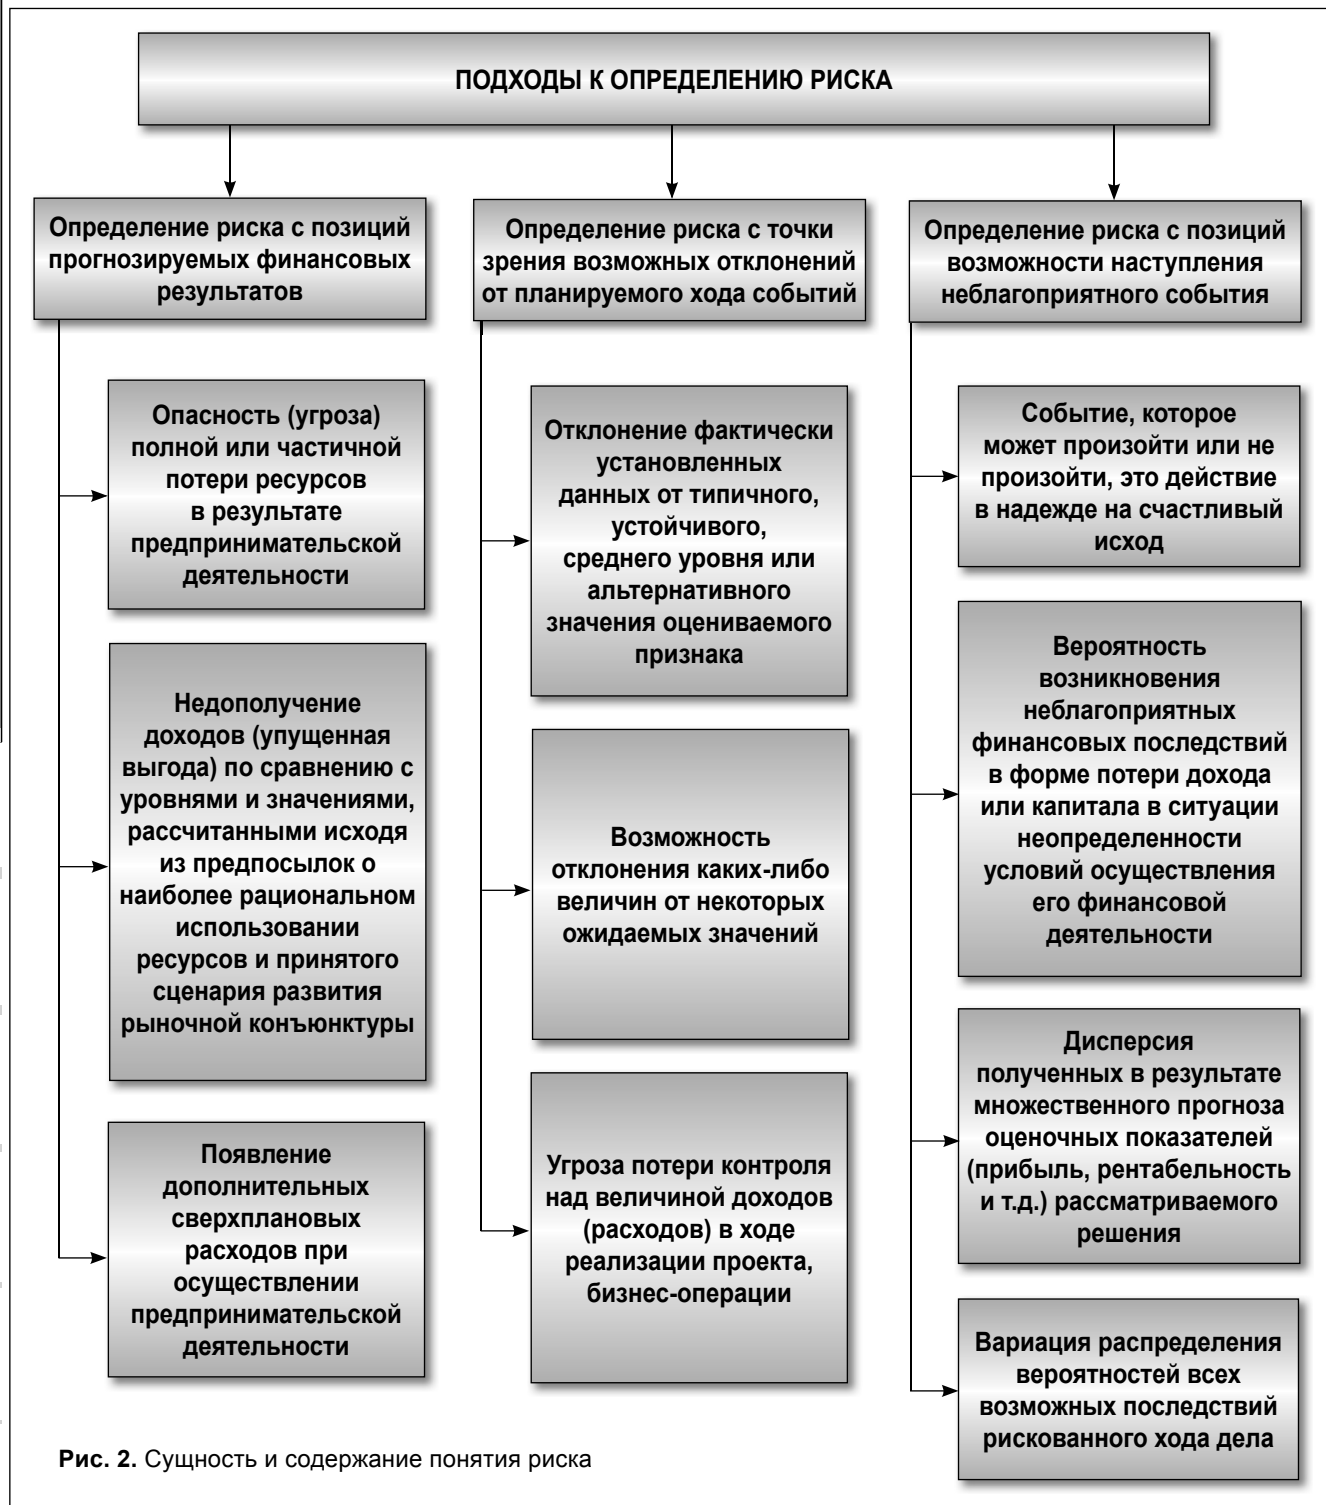 ПОДХОДЫ К ОПРЕДЕЛЕНИЮ РИСКА
Определение риска с позиций
прогнозируемых финансовых
результатов
Опасность (угроза)
полной или частичной
потери ресурсов
в результате
предпринимательской
деятельности
Недополучение
доходов (упущенная
выгода) по сравнению с
уровнями и значениями,
рассчитанными исходя
из предпосылок о
наиболее рациональном
использовании
ресурсов и принятого
сценария развития
рыночной конъюнктуры
Появление
дополнительных
сверхплановых
расходов при
осуществлении
предпринимательской
деятельности
Определение риска с точки
зрения возможных отклонений
от планируемого хода событий
Отклонение фактически
установленных
данных от типичного,
устойчивого,
среднего уровня или
альтернативного
значения оцениваемого
признака
Возможность
отклонения каких-либо
величин от некоторых
ожидаемых значений
Угроза потери контроля
над величиной доходов
(расходов) в ходе
реализации проекта,
бизнес-операции
Определение риска с позиций
возможности наступления
неблагоприятного события
Событие, которое
может произойти или не
произойти, это действие
в надежде на счастливый
исход
Вероятность
возникновения
неблагоприятных
финансовых последствий
в форме потери дохода
или капитала в ситуации
неопределенности
условий осуществления
его финансовой
деятельности
Дисперсия
полученных в результате
множественного прогноза
оценочных показателей
(прибыль, рентабельность
и т.д.) рассматриваемого
решения
Вариация распределения
вероятностей всех
возможных последствий
рискованного хода дела
Рис. 2. Сущность и содержание понятия риска